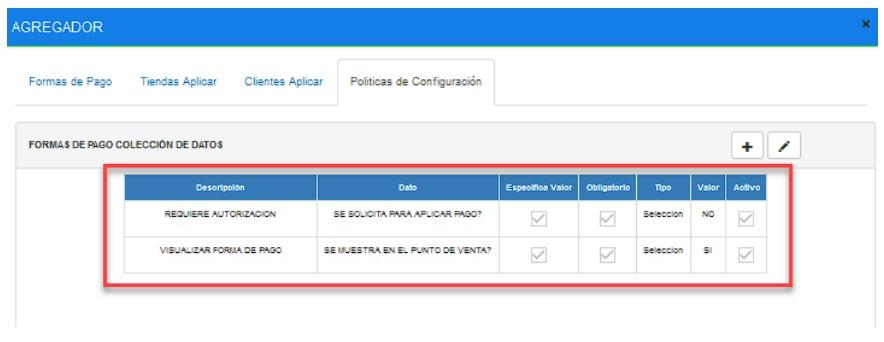 AGREGADOR
Formas de Pago Tiendas Aplicar Clientes Aplicar Politicas de Configuración
FORMAS DE PAGO COLECCIÓN DE DATOS
Descripción Dato Especifica Valor Obligatorio Tipo Valor Activo
REQUIERE AUTORIZACION SE SOLICITA PARA APLICAR PAGO? Seleccion NO
VISUALIZAR FORMA DE PAGO SE MUESTRA EN EL PUNTO DE VENTA? Seleccion SI